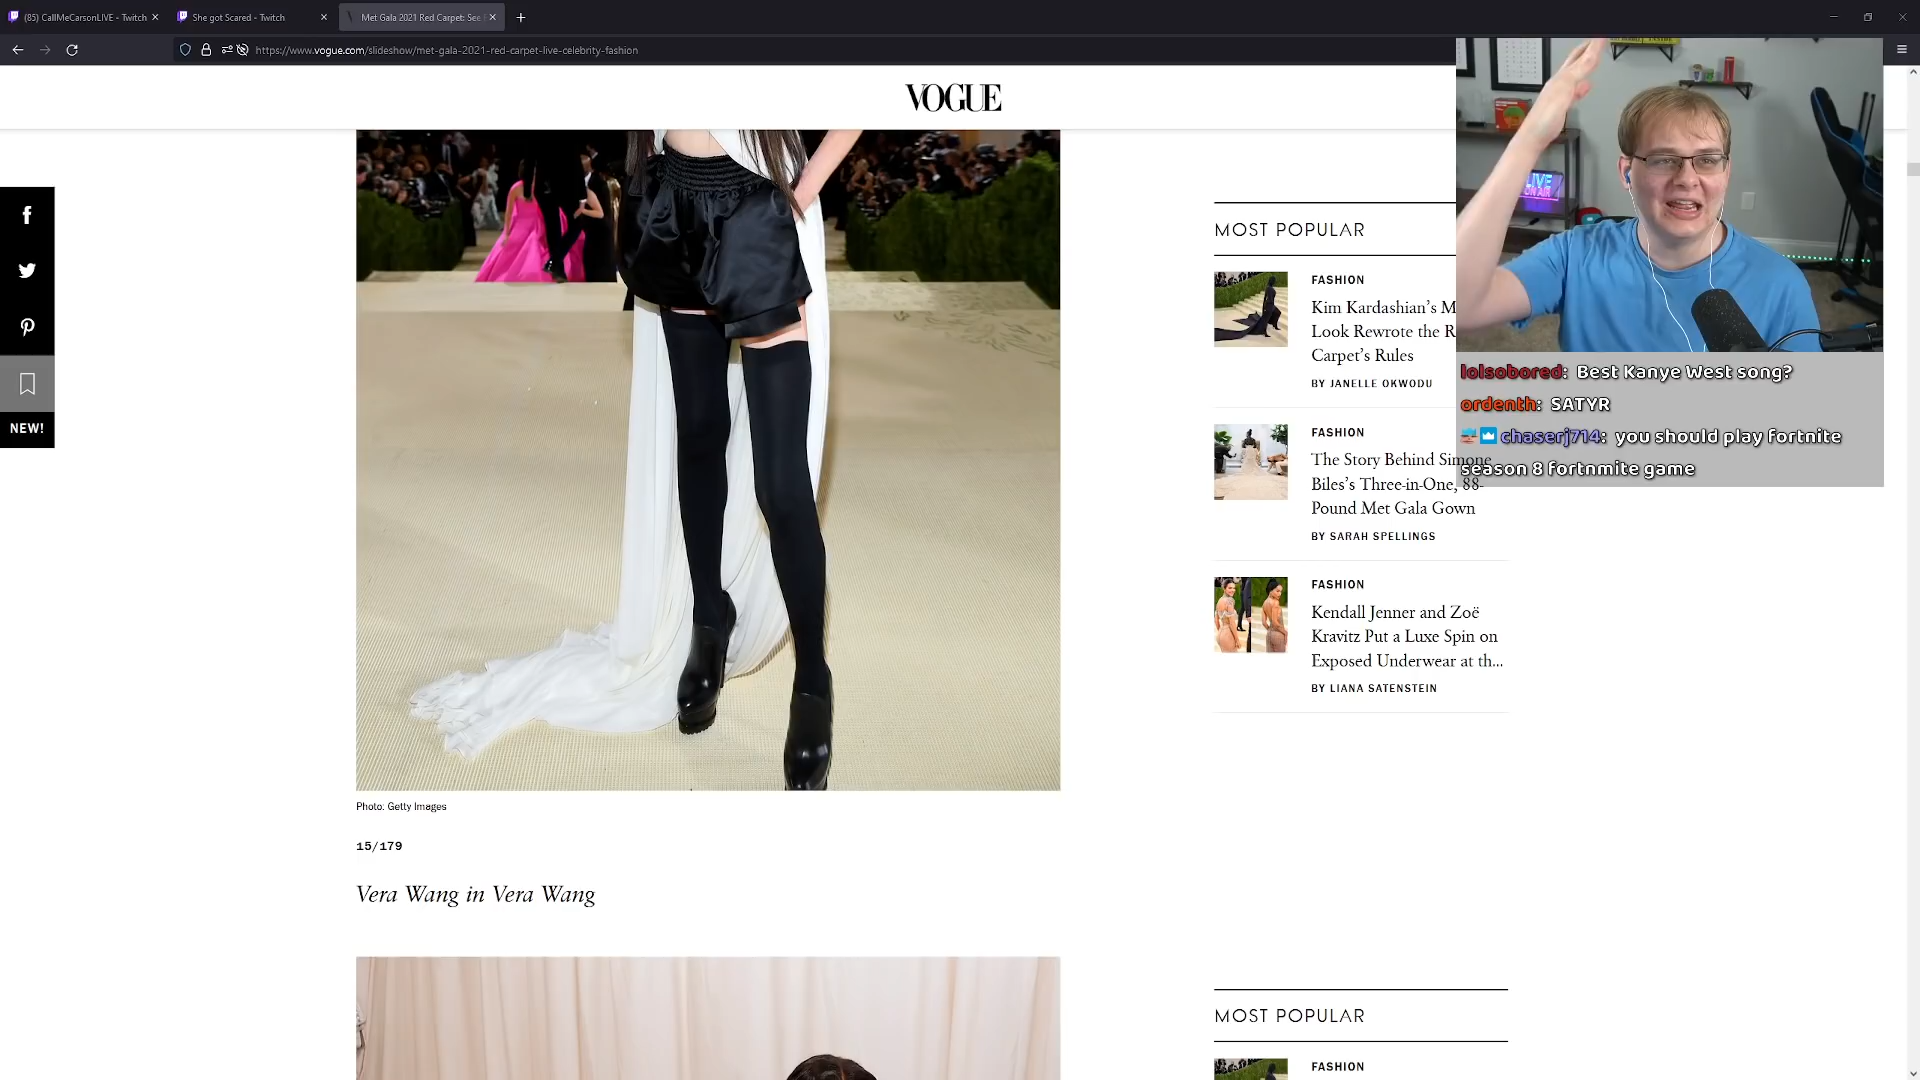 (85) CallMeCarsonLIVE - Twitch
She got Scared - Twitch
Met Gala 2021 Red Carpet: See
https://www.vogue.com/slideshow/met-gala-2021-red-carpet-live-celebrity-fashion
VOGUE
NEW!
Photo: Getty Images
15/179
Vera Wang in Vera Wang
MOST POPULAR
FASHION
Kim Kardashian's M
Look Rewrote the R
Carpet's Rules
BY JANELLE OKWODU
FASHION
The Story Behind Simone
Biles's Three-in-One, 88-
Pound Met Gala Gown
BY SARAH SPELLINGS
FASHION
Kendall Jenner and Zoë
Kravitz Put a Luxe Spin on
Exposed Underwear at th...
BY LIANA SATENSTEIN
MOST POPULAR
FASHION
LIVE
ON AIR
lolsobored: Best Kanye West song?
ordenth: SATYR
chaserj714: you should play fortnite
season 8 fortnmite game